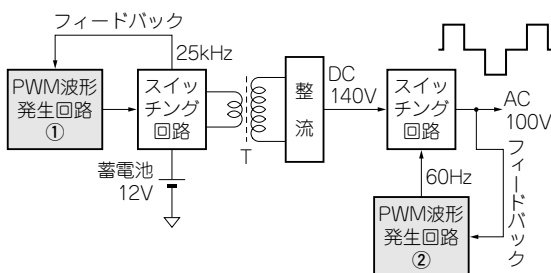 フィードバック
25kHz
PWM波形
発生回路
①
スイッ
チング
回路
蓄電池
12V
T
整
流
DC
140V
スイッ
チング
回路
AC
100V
60Hz
フィードバック
PWM波形
発生回路
②